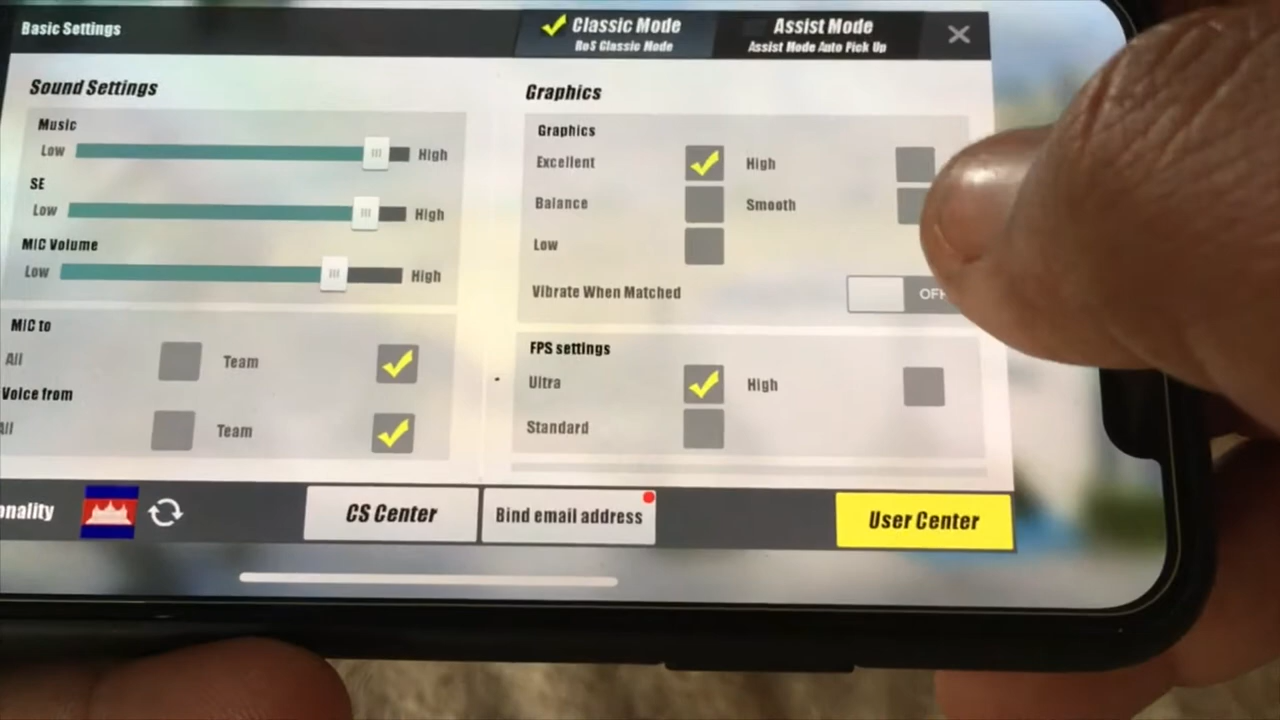 Basic Settings
Classic Mode
RoS Classic Mode
Assist Mode
Assist Mode Auto Pick Up
Sound Settings
Music
Low High
SE
Low High
MIC Volume
Low High
MIC to
All Team
Voice from
All Team
Graphics
Graphics
Excellent High
Balance Smooth
Low
Vibrate When Matched OFF
FPS settings
Ultra High
Standard
onality
CS Center
Bind email address
User Center